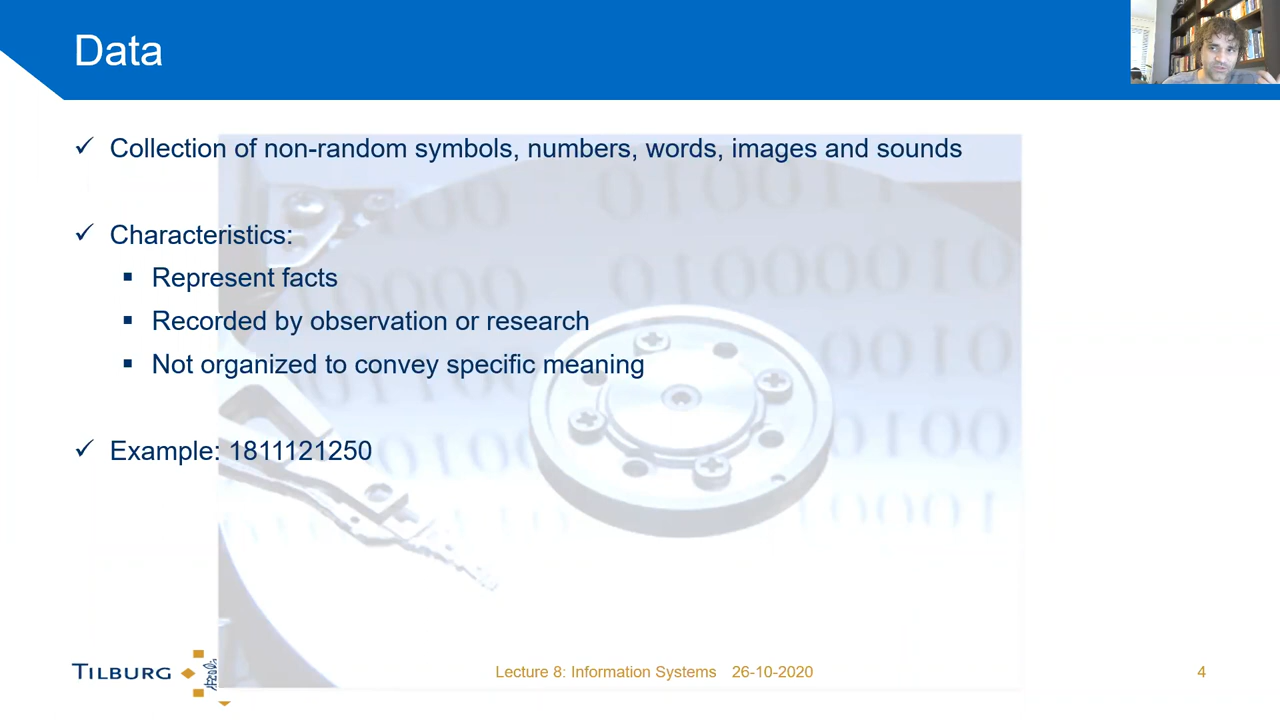 Data
✓ Collection of non-random symbols, numbers, words, images and sounds
✓ Characteristics:
▪ Represent facts
▪ Recorded by observation or research
▪ Not organized to convey specific meaning
✓ Example: 1811121250
TILBURG
Lecture 8: Information Systems 26-10-2020
4